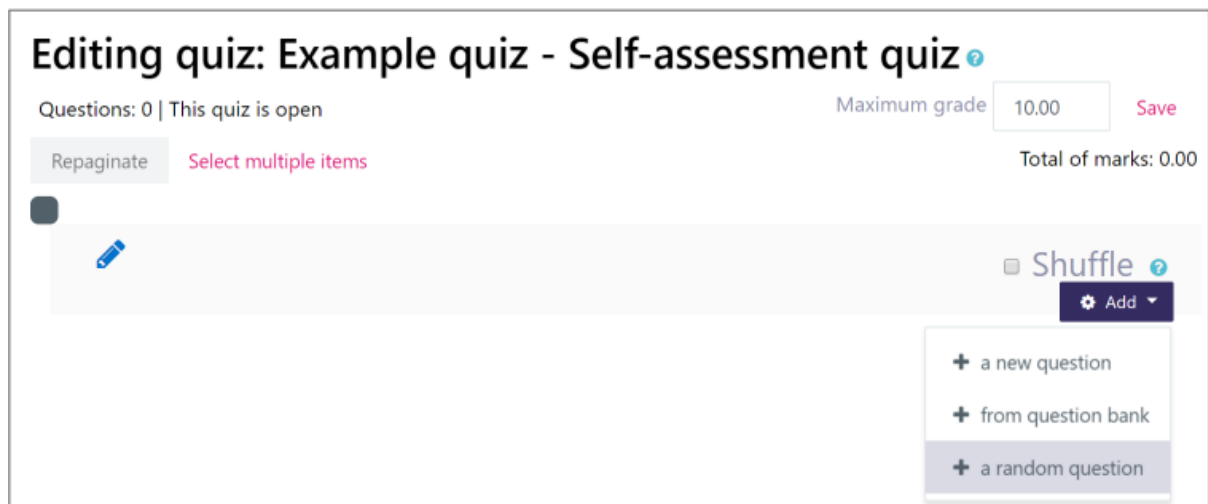 Editing quiz: Example quiz - Self-assessment quiz
Questions: 0 | This quiz is open
Maximum grade 10.00 Save
Repaginate Select multiple items
Total of marks: 0.00
Shuffle
Add
a new question
from question bank
a random question